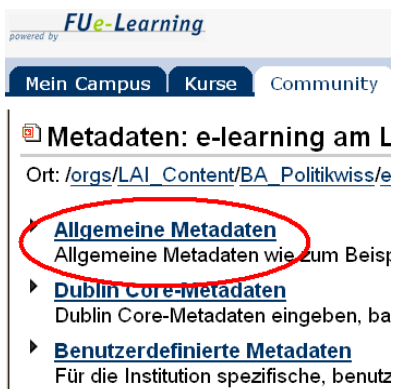 powered by FUe-Learning
Mein Campus Kurse Community
Metadaten: e-learning am L
Ort: /orgs/LAI_Content/BA_Politikwiss/e
Allgemeine Metadaten
Allgemeine Metadaten wie zum Beisp
Dublin Core-Metadaten
Dublin Core-Metadaten eingeben, ba
Benutzerdefinierte Metadaten
Für die Institution spezifische, benutz